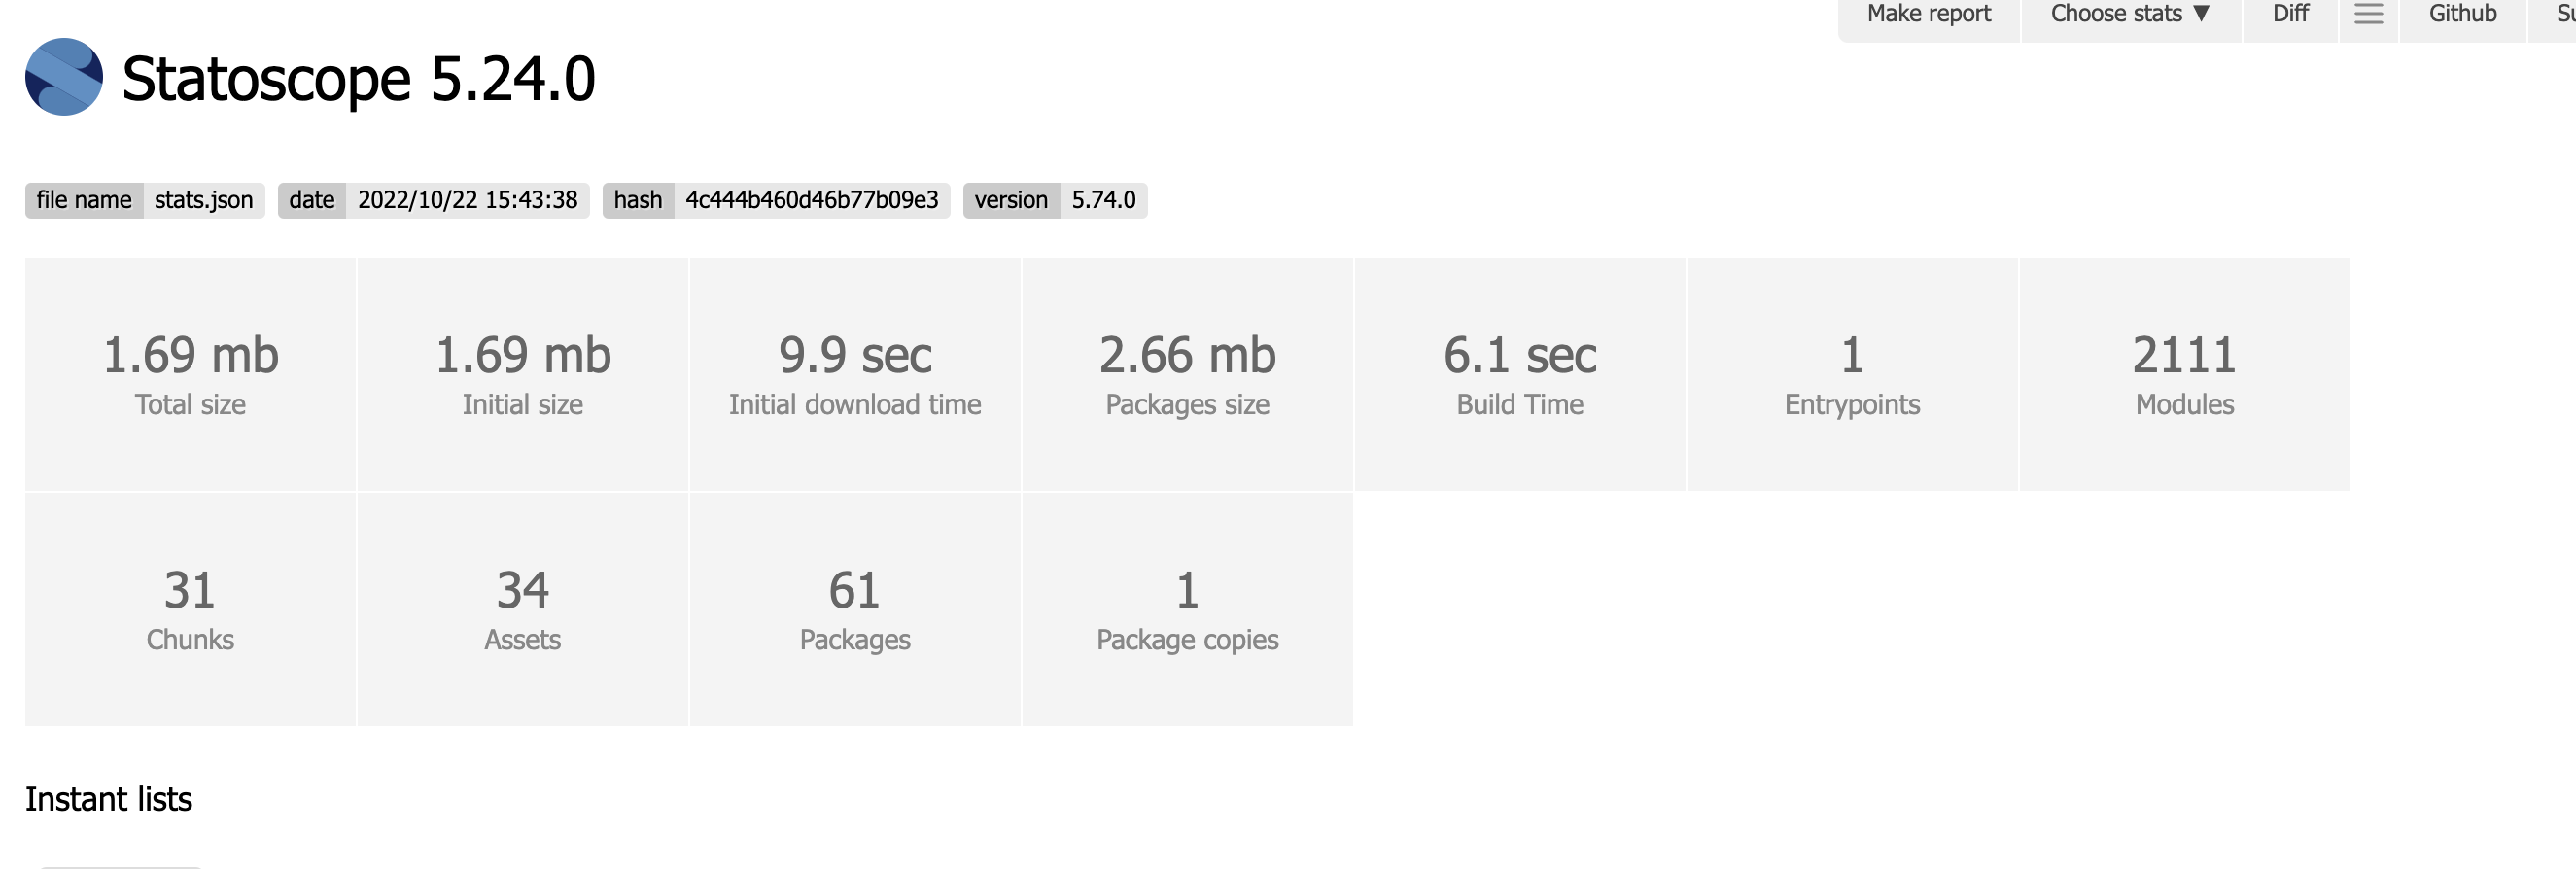 Make report Choose stats ▼ Diff Github
Statoscope 5.24.0
file name stats.json date 2022/10/22 15:43:38 hash 4c444b460d46b77b09e3 version 5.74.0
1.69 mb 1.69 mb 9.9 sec 2.66 mb 6.1 sec 1 2111
Total size Initial size Initial download time Packages size Build Time Entrypoints Modules
31 34 61 1
Chunks Assets Packages Package copies
Instant lists